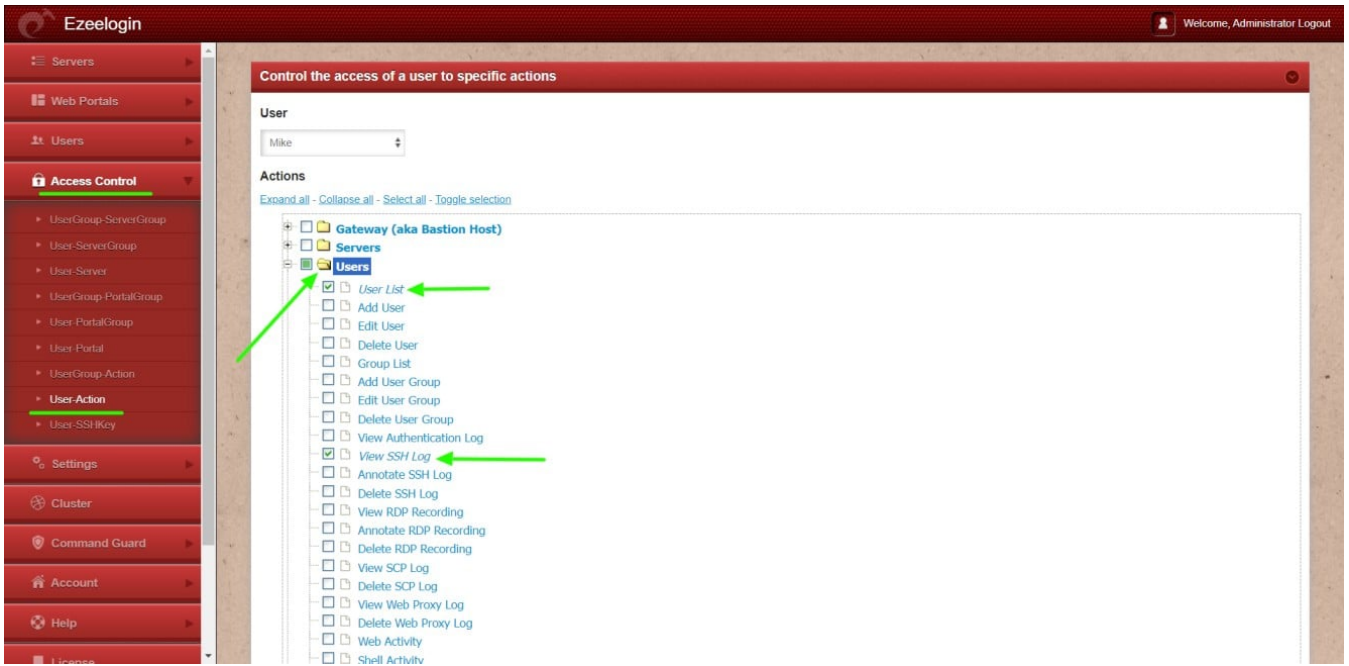 Ezeelogin
Welcome, Administrator Logout
Servers
Web Portals
Users
Access Control
UserGroup-ServerGroup
User-ServerGroup
User-Server
UserGroup-PortalGroup
User-PortalGroup
User-Portal
UserGroup-Action
User-Action
User-SSHKey
Settings
Cluster
Command Guard
Account
Help
License
Control the access of a user to specific actions
User
Mike
Actions
Expand all - Collapse all - Select all - Toggle selection
Gateway (aka Bastion Host)
Servers
Users
User List
Add User
Edit User
Delete User
Group List
Add User Group
Edit User Group
Delete User Group
View Authentication Log
View SSH Log
Annotate SSH Log
Delete SSH Log
View RDP Recording
Annotate RDP Recording
Delete RDP Recording
View SCP Log
Delete SCP Log
View Web Proxy Log
Delete Web Proxy Log
Web Activity
Shell Activity